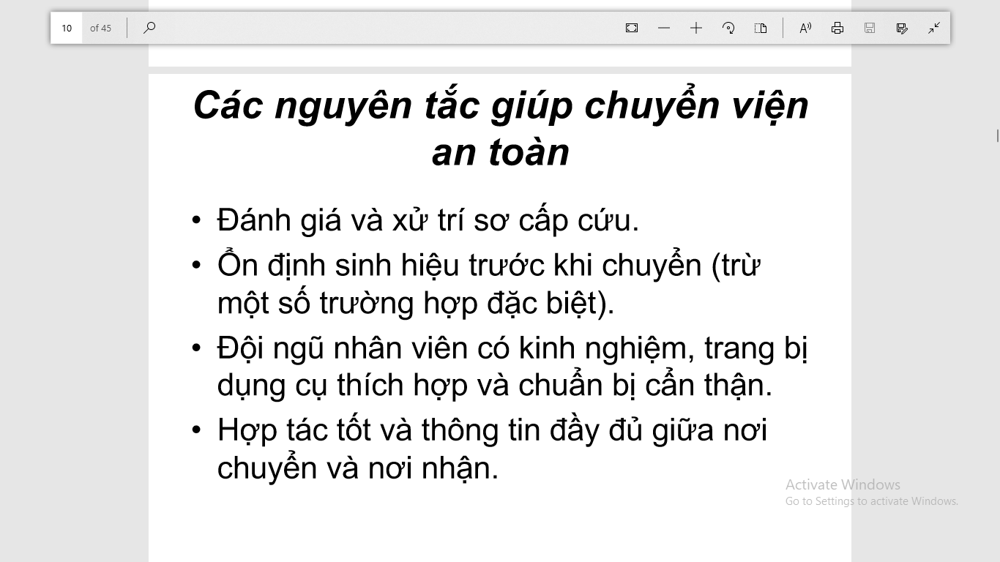 10 of 45
Các nguyên tắc giúp chuyển viện
an toàn
• Đánh giá và xử trí sơ cấp cứu.
• Ổn định sinh hiệu trước khi chuyển (trừ
một số trường hợp đặc biệt).
• Đội ngũ nhân viên có kinh nghiệm, trang bị
dụng cụ thích hợp và chuẩn bị cẩn thận.
• Hợp tác tốt và thông tin đầy đủ giữa nơi
chuyển và nơi nhận.
Activate Windows
Go to Settings to activate Windows.